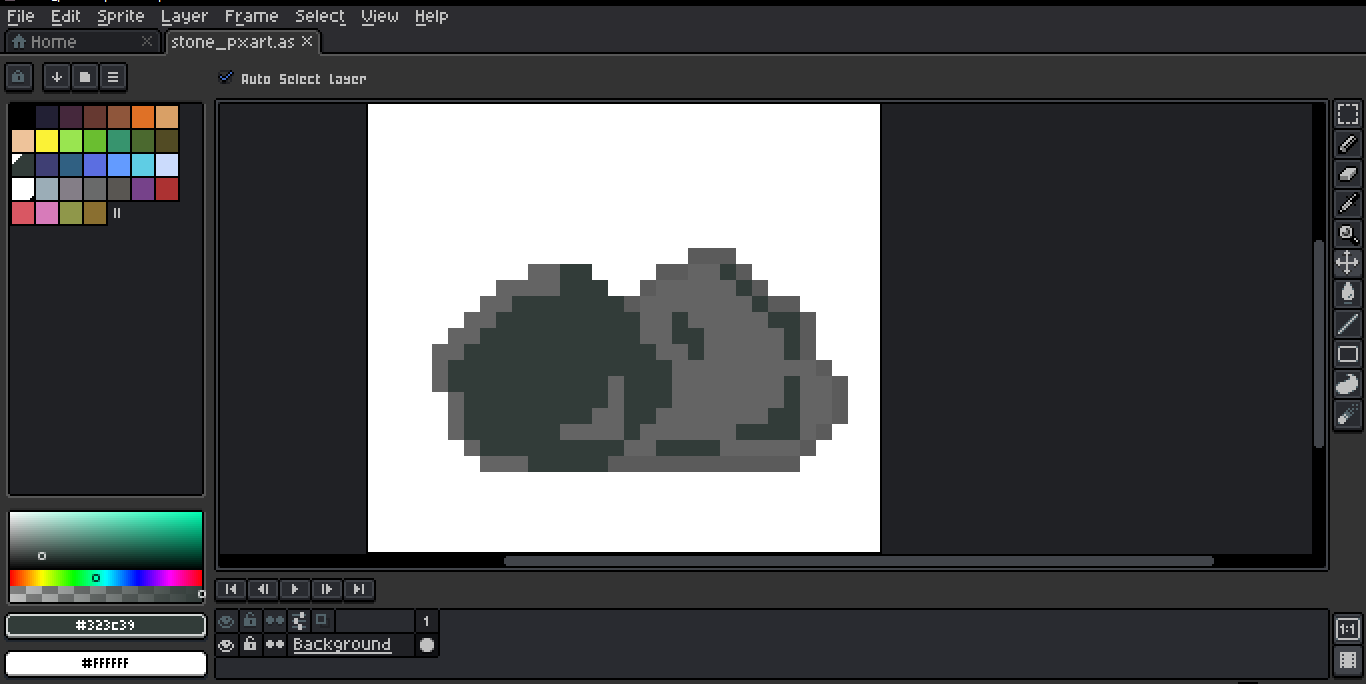 File Edit Sprite Layer Frame Select View Help
Home stone_pxart.as
Auto Select Layer
#323c39
1
Background
#FFFFFF
1:1